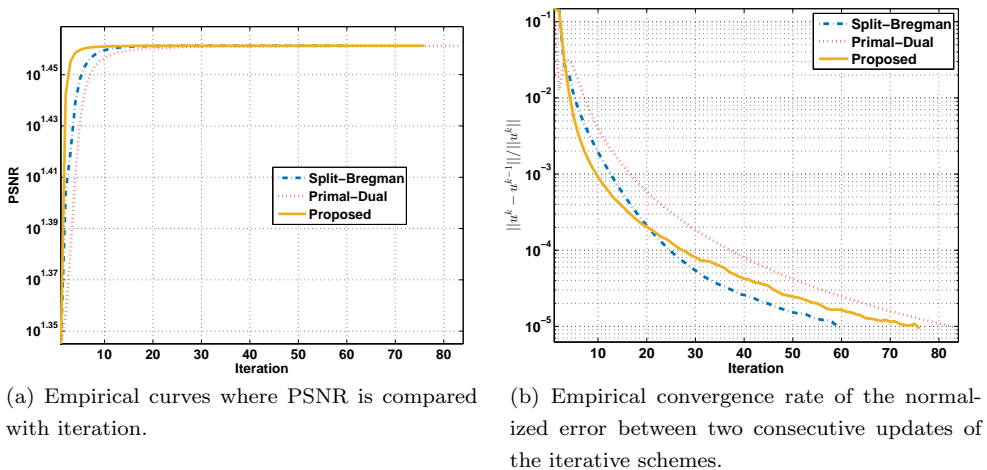 10^1.45
10^1.43
10^1.41
10^1.39
10^1.37
10^1.35
PSNR
Split-Bregman
Primal-Dual
Proposed
10 20 30 40 50 60 70 80
Iteration
(a) Empirical curves where PSNR is compared
with iteration.
10^-1
10^-2
10^-3
10^-4
10^-5
||u^k − u^{k−1}||/||u^k||
Split-Bregman
Primal-Dual
Proposed
10 20 30 40 50 60 70 80
Iteration
(b) Empirical convergence rate of the normal-
ized error between two consecutive updates of
the iterative schemes.